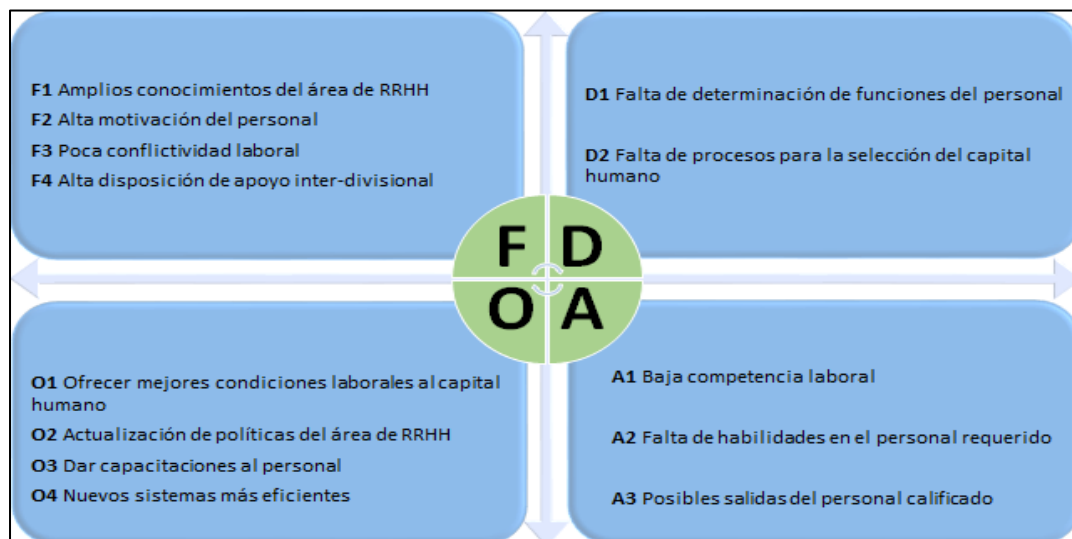 F1 Amplios conocimientos del área de RRHH
F2 Alta motivación del personal
F3 Poca conflictividad laboral
F4 Alta disposición de apoyo inter-divisional
D1 Falta de determinación de funciones del personal
D2 Falta de procesos para la selección del capital
humano
F D
O A
O1 Ofrecer mejores condiciones laborales al capital
humano
O2 Actualización de políticas del área de RRHH
O3 Dar capacitaciones al personal
O4 Nuevos sistemas más eficientes
A1 Baja competencia laboral
A2 Falta de habilidades en el personal requerido
A3 Posibles salidas del personal calificado